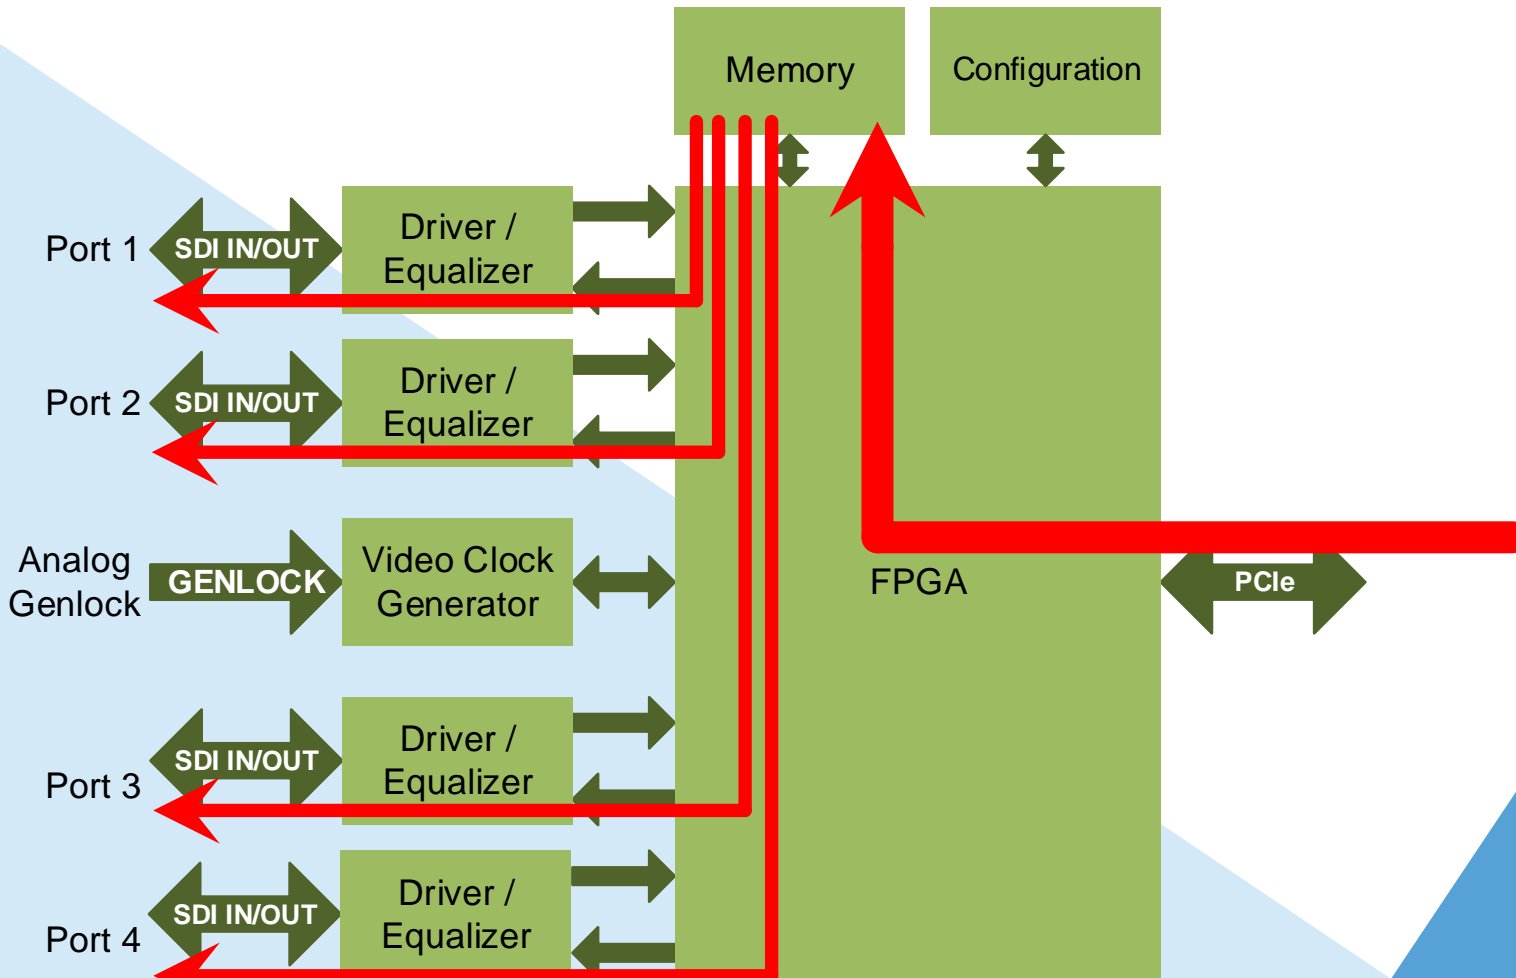 Memory
Configuration
Port 1
SDI IN/OUT
Driver /
Equalizer
Port 2
SDI IN/OUT
Driver /
Equalizer
Analog
Genlock
GENLOCK
Video Clock
Generator
FPGA
PCIe
Port 3
SDI IN/OUT
Driver /
Equalizer
Port 4
SDI IN/OUT
Driver /
Equalizer